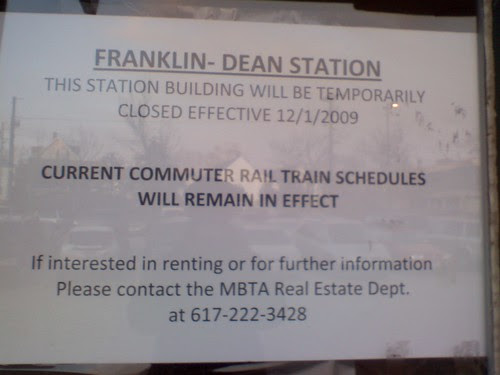 FRANKLIN- DEAN STATION
THIS STATION BUILDING WILL BE TEMPORARILY
CLOSED EFFECTIVE 12/1/2009
CURRENT COMMUTER RAIL TRAIN SCHEDULES
WILL REMAIN IN EFFECT
If interested in renting or for further information
Please contact the MBTA Real Estate Dept.
at 617-222-3428